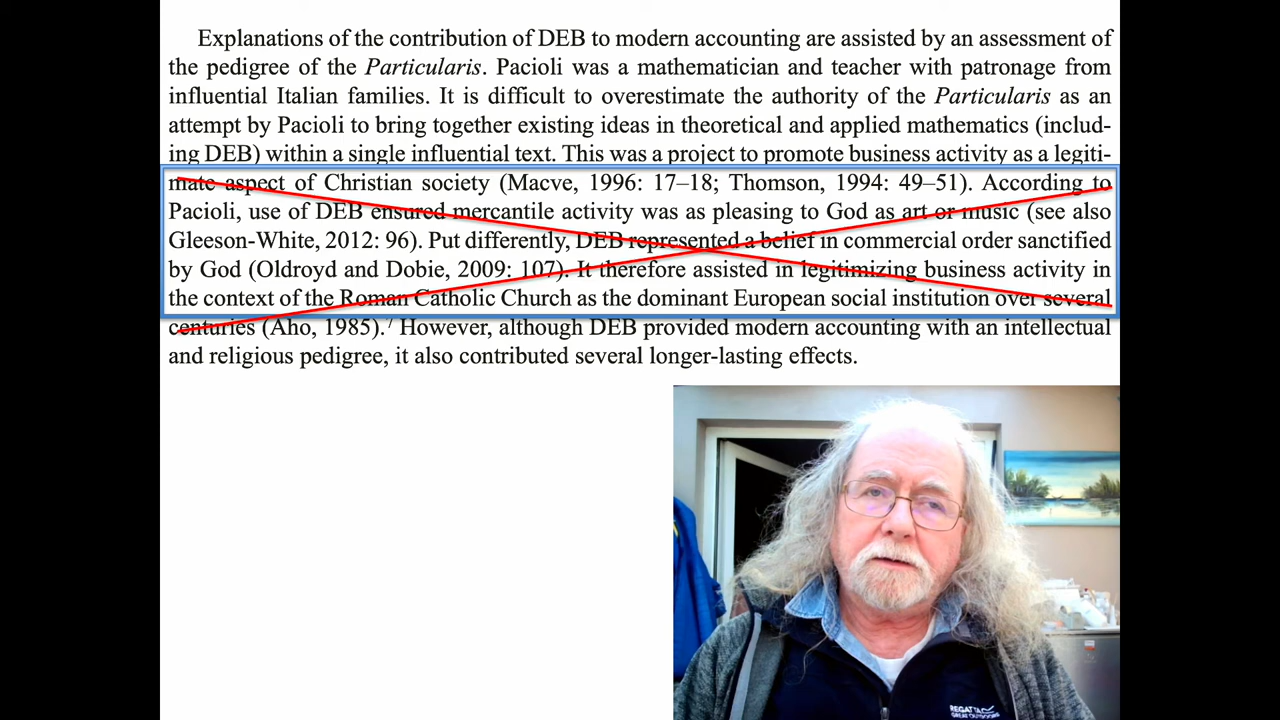 Explanations of the contribution of DEB to modern accounting are assisted by an assessment of
the pedigree of the Particularis. Pacioli was a mathematician and teacher with patronage from
influential Italian families. It is difficult to overestimate the authority of the Particularis as an
attempt by Pacioli to bring together existing ideas in theoretical and applied mathematics (includ-
ing DEB) within a single influential text. This was a project to promote business activity as a legiti-
mate aspect of Christian society (Macve, 1996: 17–18; Thomson, 1994: 49–51). According to
Pacioli, use of DEB ensured mercantile activity was as pleasing to God as art or music (see also
Gleeson-White, 2012: 96). Put differently, DEB represented a belief in commercial order sanctified
by God (Oldroyd and Dobie, 2009: 107). It therefore assisted in legitimizing business activity in
the context of the Roman Catholic Church as the dominant European social institution over several
centuries (Aho, 1985).7 However, although DEB provided modern accounting with an intellectual
and religious pedigree, it also contributed several longer-lasting effects.
REGATTA
GREAT OUTDOORS